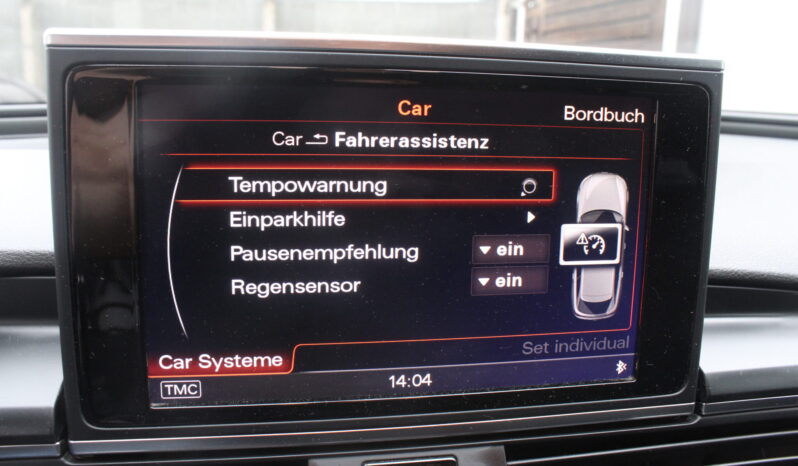 Car
Bordbuch
Car Fahrerassistenz
Tempowarnung
Einparkhilfe
Pausenempfehlung ein
Regensensor ein
Set individual
Car Systeme
TMC 14:04